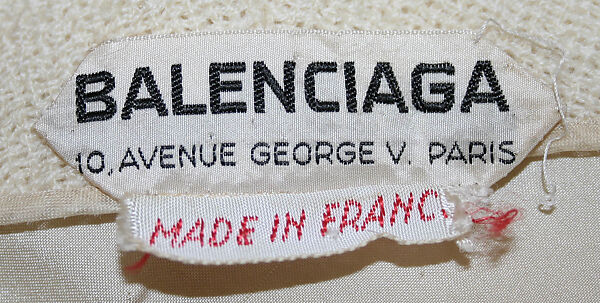 BALENCIAGA
10, AVENUE GEORGE V. PARIS
MADE IN FRANC